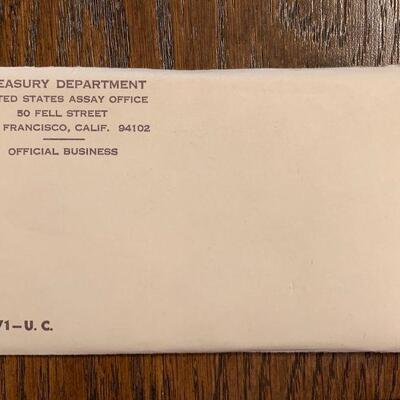 EASURY DEPARTMENT
TED STATES ASSAY OFFICE
50 FELL STREET
FRANCISCO, CALIF. 94102
OFFICIAL BUSINESS
71-U. C.